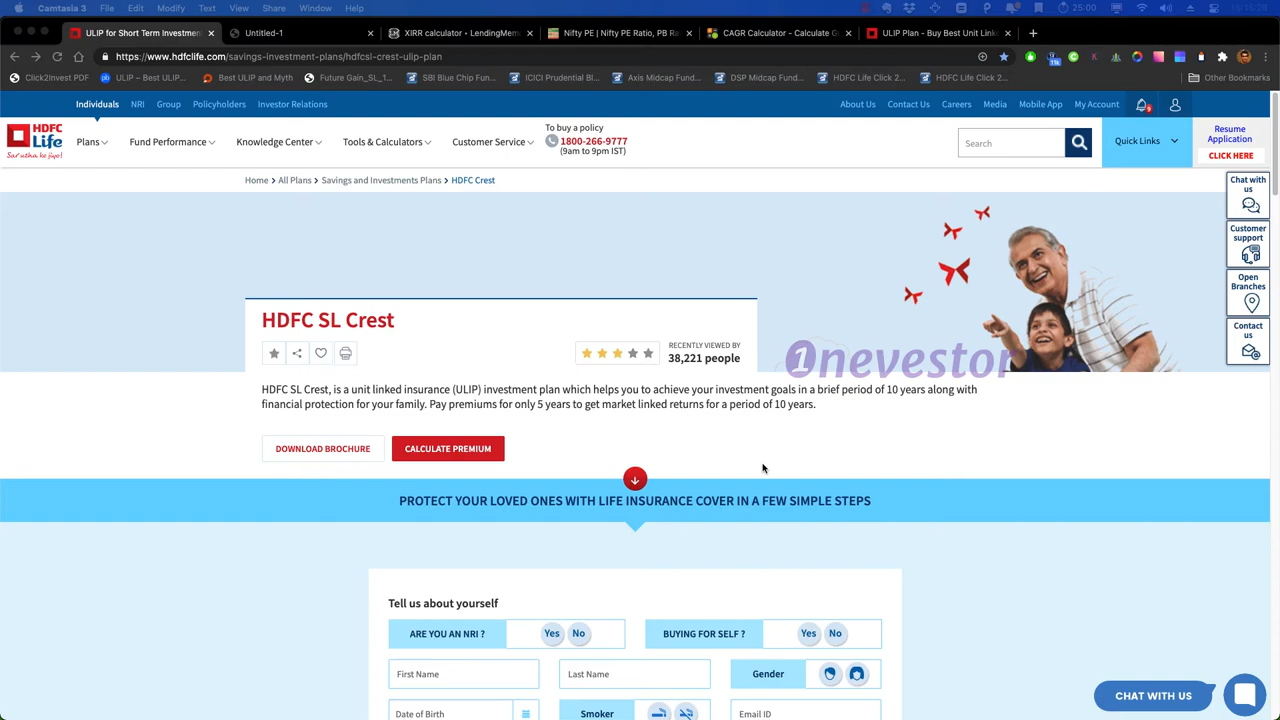 Camtasia 3 File Edit Modify Arrange View Text Actions Share Window Help 25:00
ULIP for Short Term Investment
Untitled-1
XIRR calculator - LendingMem
Nifty PE | Nifty PE Ratio, PB Ra
CAGR Calculator - Calculate G
ULIP Plan - Buy Best Unit Link
https://www.hdfclife.com/savings-investment-plans/hdfc-sl-crest-ulip-plan
Click2Invest PDF
ULIP – Best ULIP...
Best ULIP and Myth
Future Gain_SL_1...
SBI Blue Chip Fun...
ICICI Prudential Bl...
Axis Midcap Fund...
DSP Midcap Fund...
HDFC Life Click 2...
HDFC Life Click 2...
Other Bookmarks
Individuals NRI Group Policyholders Investor Relations
About Us Contact Us Careers Media Mobile App My Account
HDFC
Life
Sar utha ke jiyo!
Plans Fund Performance Knowledge Center Tools & Calculators Customer Service
To buy a policy
1800-266-9777
(9am to 9pm IST)
Search
Quick Links
Resume
Application
CLICK HERE
Home > All Plans > Savings and Investments Plans > HDFC Crest
Chat with
us
Customer
support
Open
Branches
Contact
us
HDFC SL Crest
RECENTLY VIEWED BY
38,221 people
1nevestor
HDFC SL Crest, is a unit linked insurance (ULIP) investment plan which helps you to achieve your investment goals in a brief period of 10 years along with
financial protection for your family. Pay premiums for only 5 years to get market linked returns for a period of 10 years.
DOWNLOAD BROCHURE
CALCULATE PREMIUM
PROTECT YOUR LOVED ONES WITH LIFE INSURANCE COVER IN A FEW SIMPLE STEPS
Tell us about yourself
ARE YOU AN NRI ? Yes No
BUYING FOR SELF ? Yes No
First Name
Last Name
Gender
Date of Birth
Smoker
Email ID
CHAT WITH US